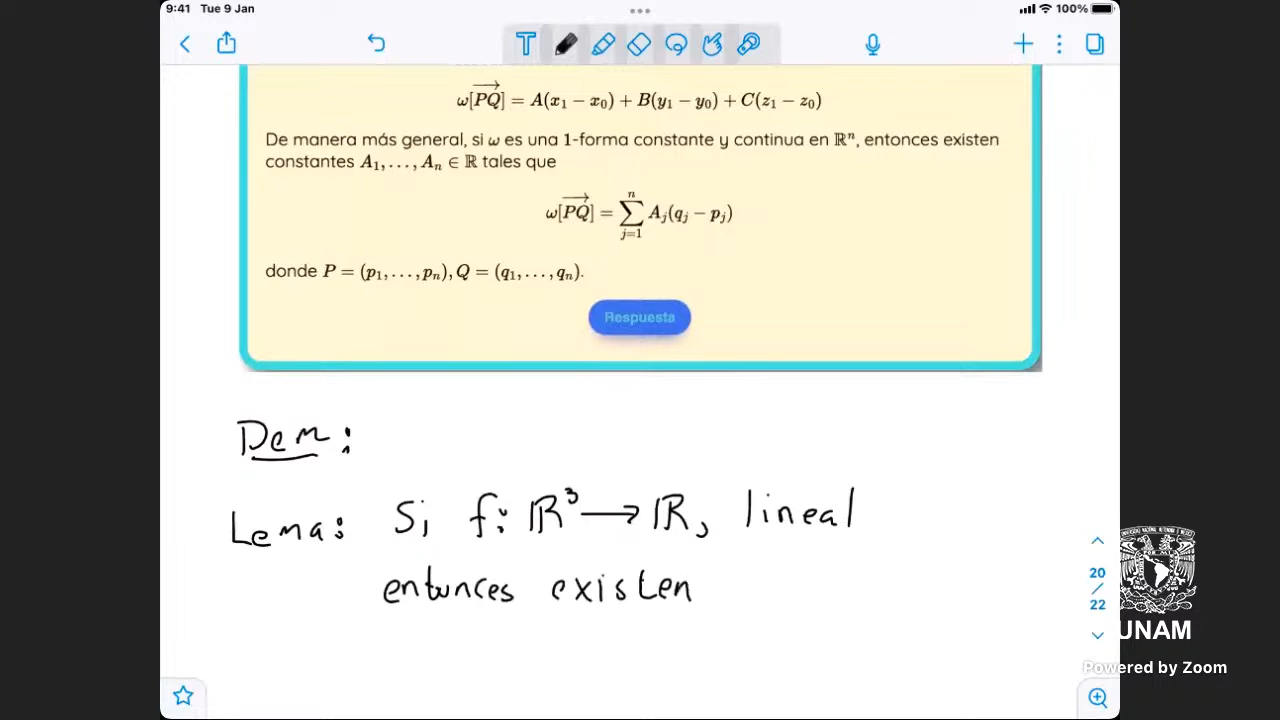 9:41 Tue 9 Jan
100%
ω[PQ] = A(x₁ − x₀) + B(y₁ − y₀) + C(z₁ − z₀)
De manera más general, si ω es una 1-forma constante y continua en ℝⁿ, entonces existen
constantes A₁, …, Aₙ ∈ ℝ tales que
ω[PQ] = ∑ⁿⱼ₌₁ Aⱼ(qⱼ − pⱼ)
donde P = (p₁, …, pₙ), Q = (q₁, …, qₙ).
Respuesta
Dem:
Lema: Si f: ℝ³ → ℝ, lineal
entonces existen
20
/
22
UNAM
Powered by Zoom